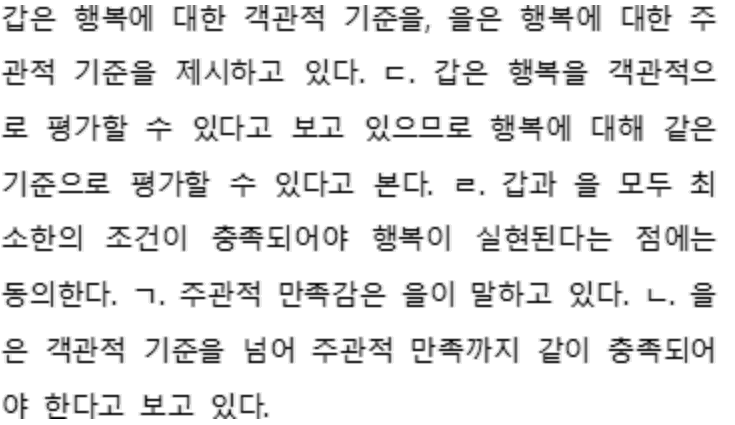 갑은 행복에 대한 객관적 기준을, 을은 행복에 대한 주
관적 기준을 제시하고 있다. ㄷ. 갑은 행복을 객관적으
로 평가할 수 있다고 보고 있으므로 행복에 대해 같은
기준으로 평가할 수 있다고 본다. ㄹ. 갑과 을 모두 최
소한의 조건이 충족되어야 행복이 실현된다는 점에는
동의한다. ㄱ. 주관적 만족감은 을이 말하고 있다. ㄴ. 을
은 객관적 기준을 넘어 주관적 만족까지 같이 충족되어
야 한다고 보고 있다.